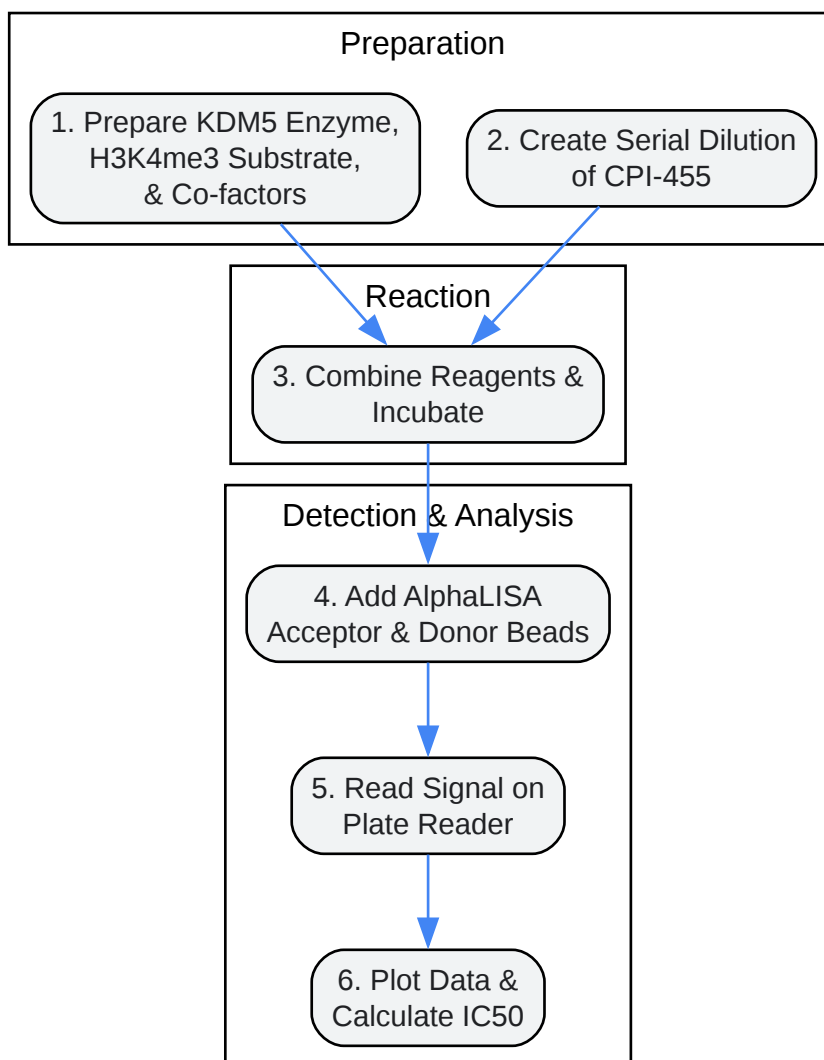 Preparation
1. Prepare KDM5 Enzyme,
H3K4me3 Substrate,
& Co-factors
2. Create Serial Dilution
of CPI-455
Reaction
3. Combine Reagents &
Incubate
Detection & Analysis
4. Add AlphaLISA
Acceptor & Donor Beads
5. Read Signal on
Plate Reader
6. Plot Data &
Calculate IC50